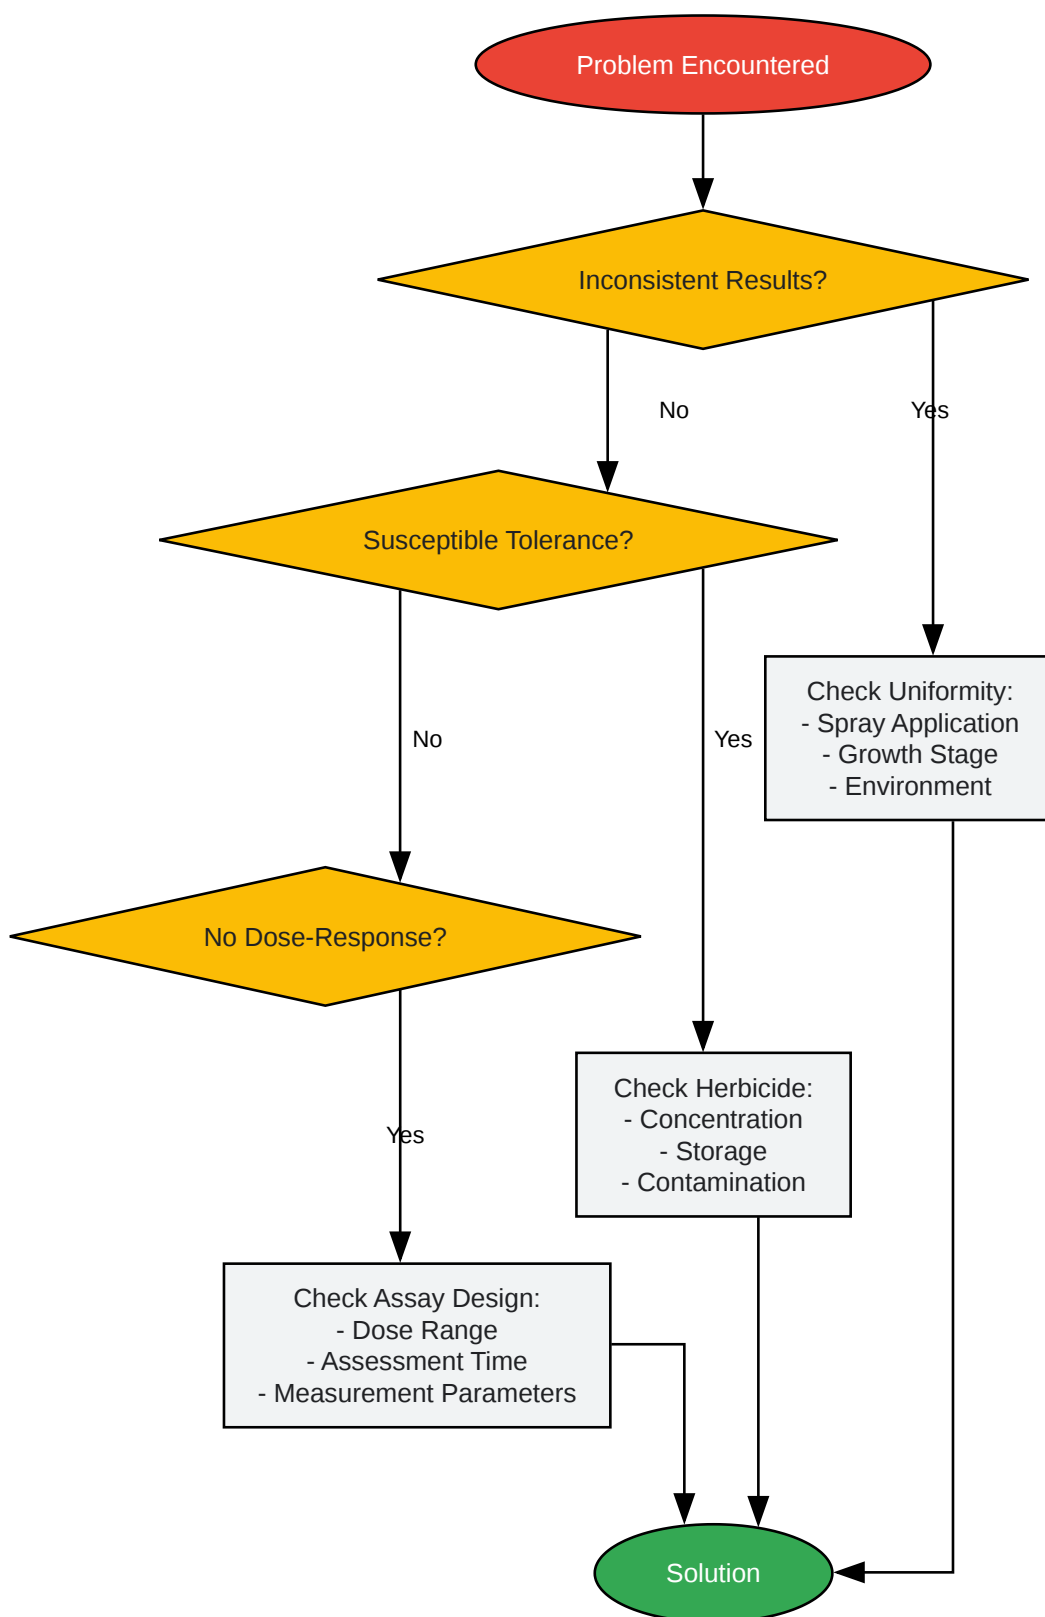 Problem Encountered
Inconsistent Results?
No
Yes
Susceptible Tolerance?
Check Uniformity:
- Spray Application
- Growth Stage
- Environment
No
Yes
No Dose-Response?
Check Herbicide:
- Concentration
- Storage
- Contamination
Yes
Check Assay Design:
- Dose Range
- Assessment Time
- Measurement Parameters
Solution